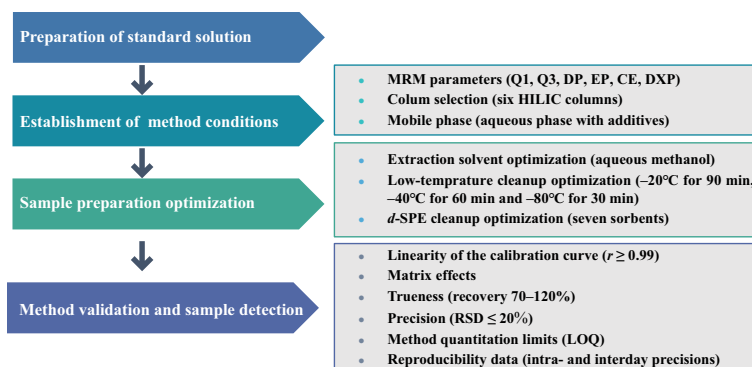 Preparation of standard solution
MRM parameters (Q1, Q3, DP, EP, CE, DXP)
Colum selection (six HILIC columns)
Mobile phase (aqueous phase with additives)
Establishment of method conditions
Extraction solvent optimization (aqueous methanol)
Low-temprature cleanup optimization (–20°C for 90 min,
–40°C for 60 min and –80°C for 30 min)
d-SPE cleanup optimization (seven sorbents)
Sample preparation optimization
Linearity of the calibration curve (r ≥ 0.99)
Matrix effects
Trueness (recovery 70–120%)
Precision (RSD ≤ 20%)
Method quantitation limits (LOQ)
Reproducibility data (intra- and interday precisions)
Method validation and sample detection